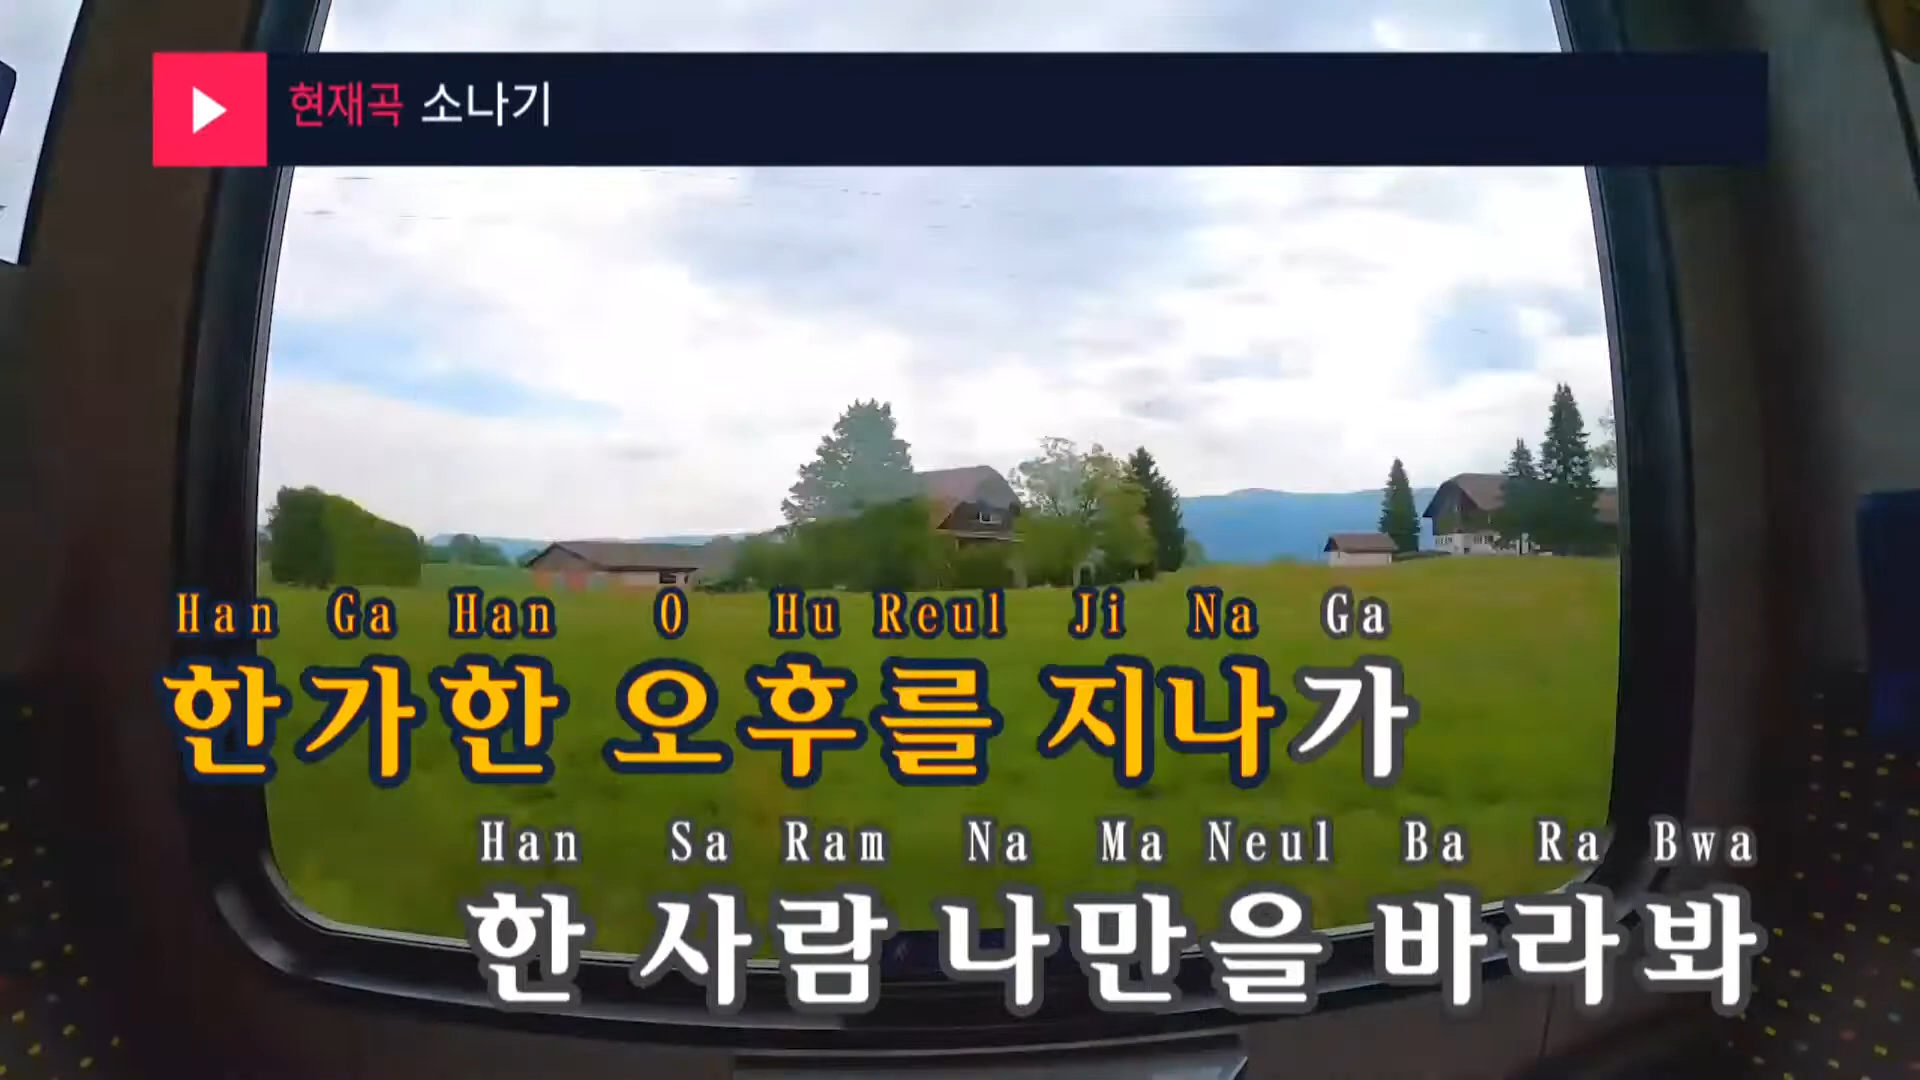 현재곡 소나기
Han Ga Han O Hu Reul Ji Na Ga
한가한 오후를 지나가
Han Sa Ram Na Ma Neul Ba Ra Bwa
한 사람 나만을 바라봐